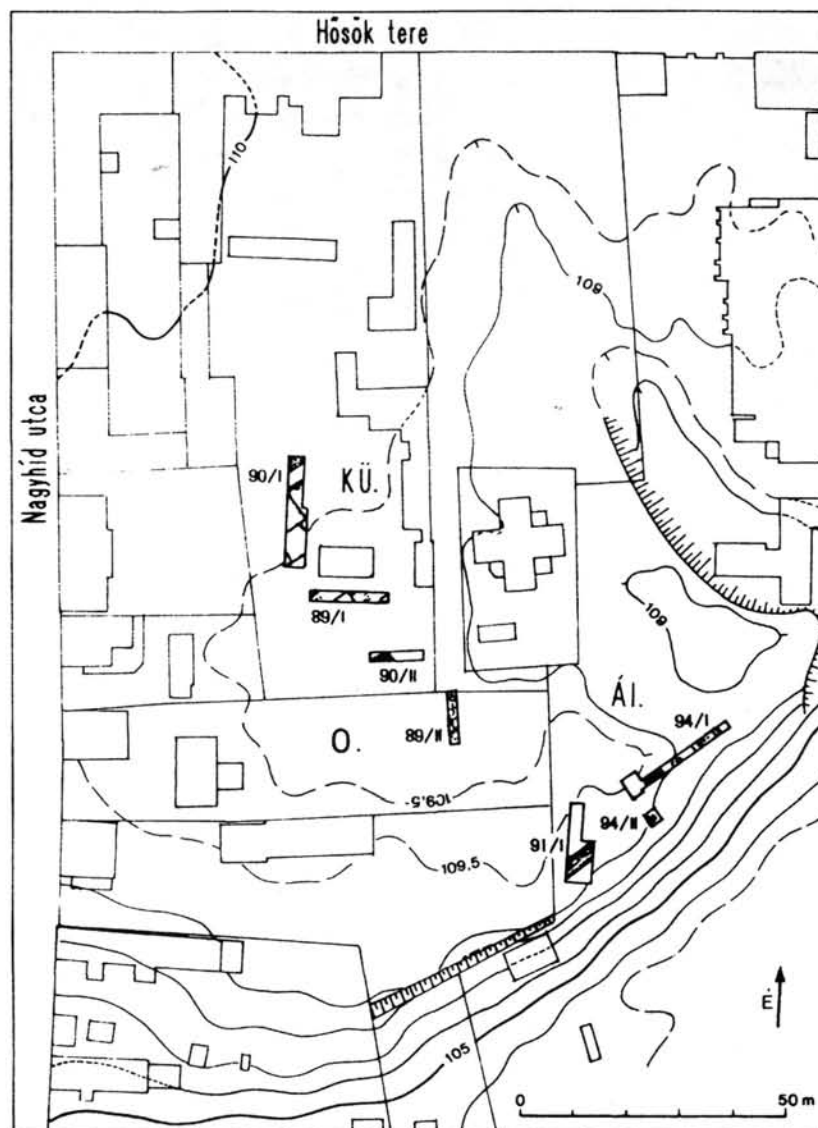 Hősök tere
110
109
Nagyhíd utca
90/I
KÜ.
89/I
109
90/II
ÁI.
94/I
O.
89/II
109.5
94/II
91/I
109,5
É
105
0 50 m